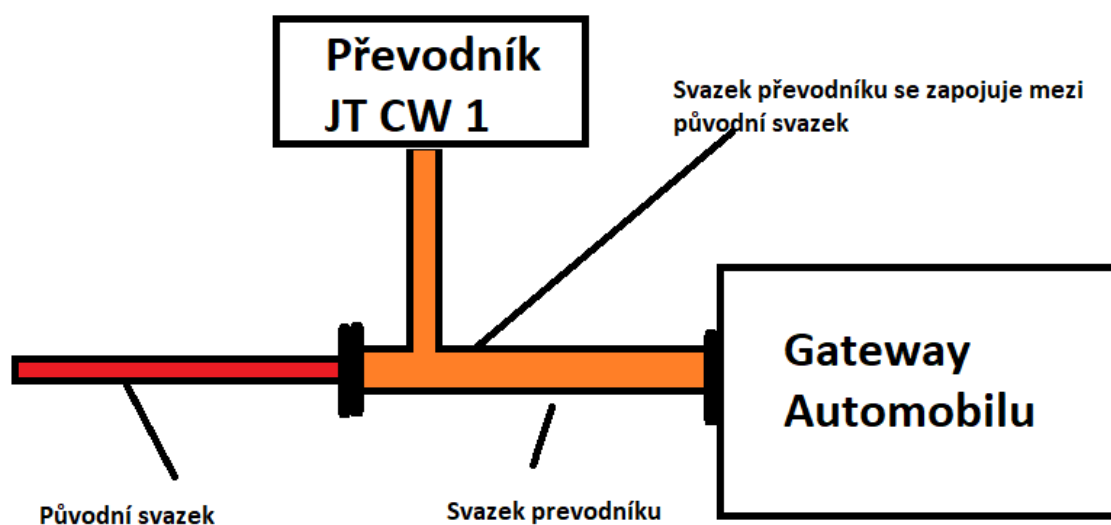 Převodník
JT CW 1
Svazek převodníku se zapojuje mezi
původní svazek
Gateway
Automobilu
Původní svazek
Svazek prevodníku